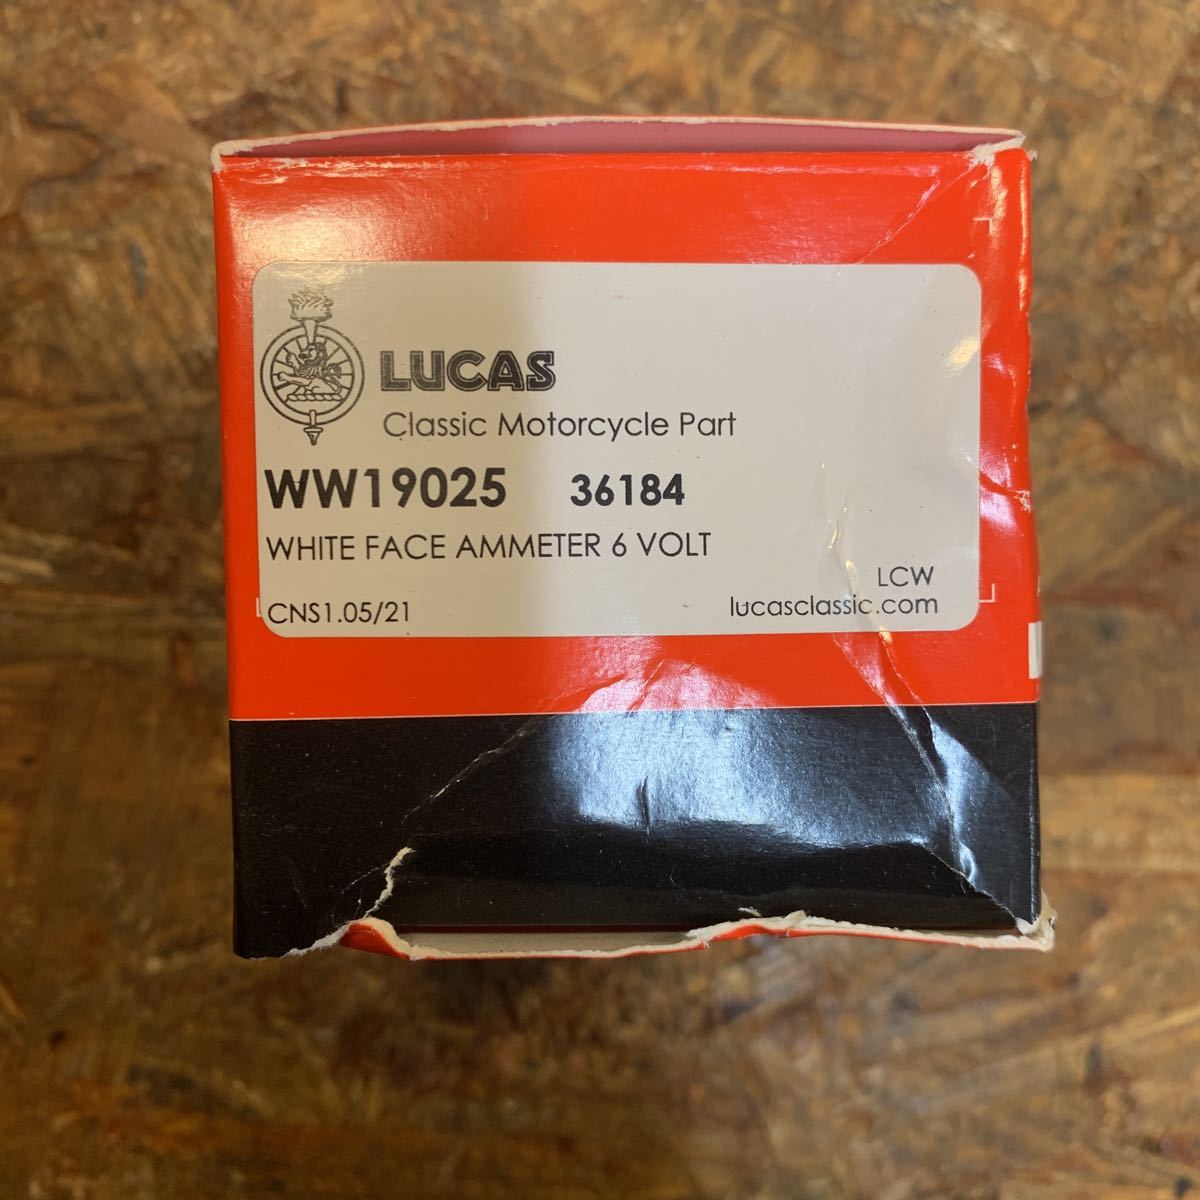 LUCAS
Classic Motorcycle Part
WW19025 36184
WHITE FACE AMMETER 6 VOLT
LCW
CNS1.05/21 lucasclassic.com